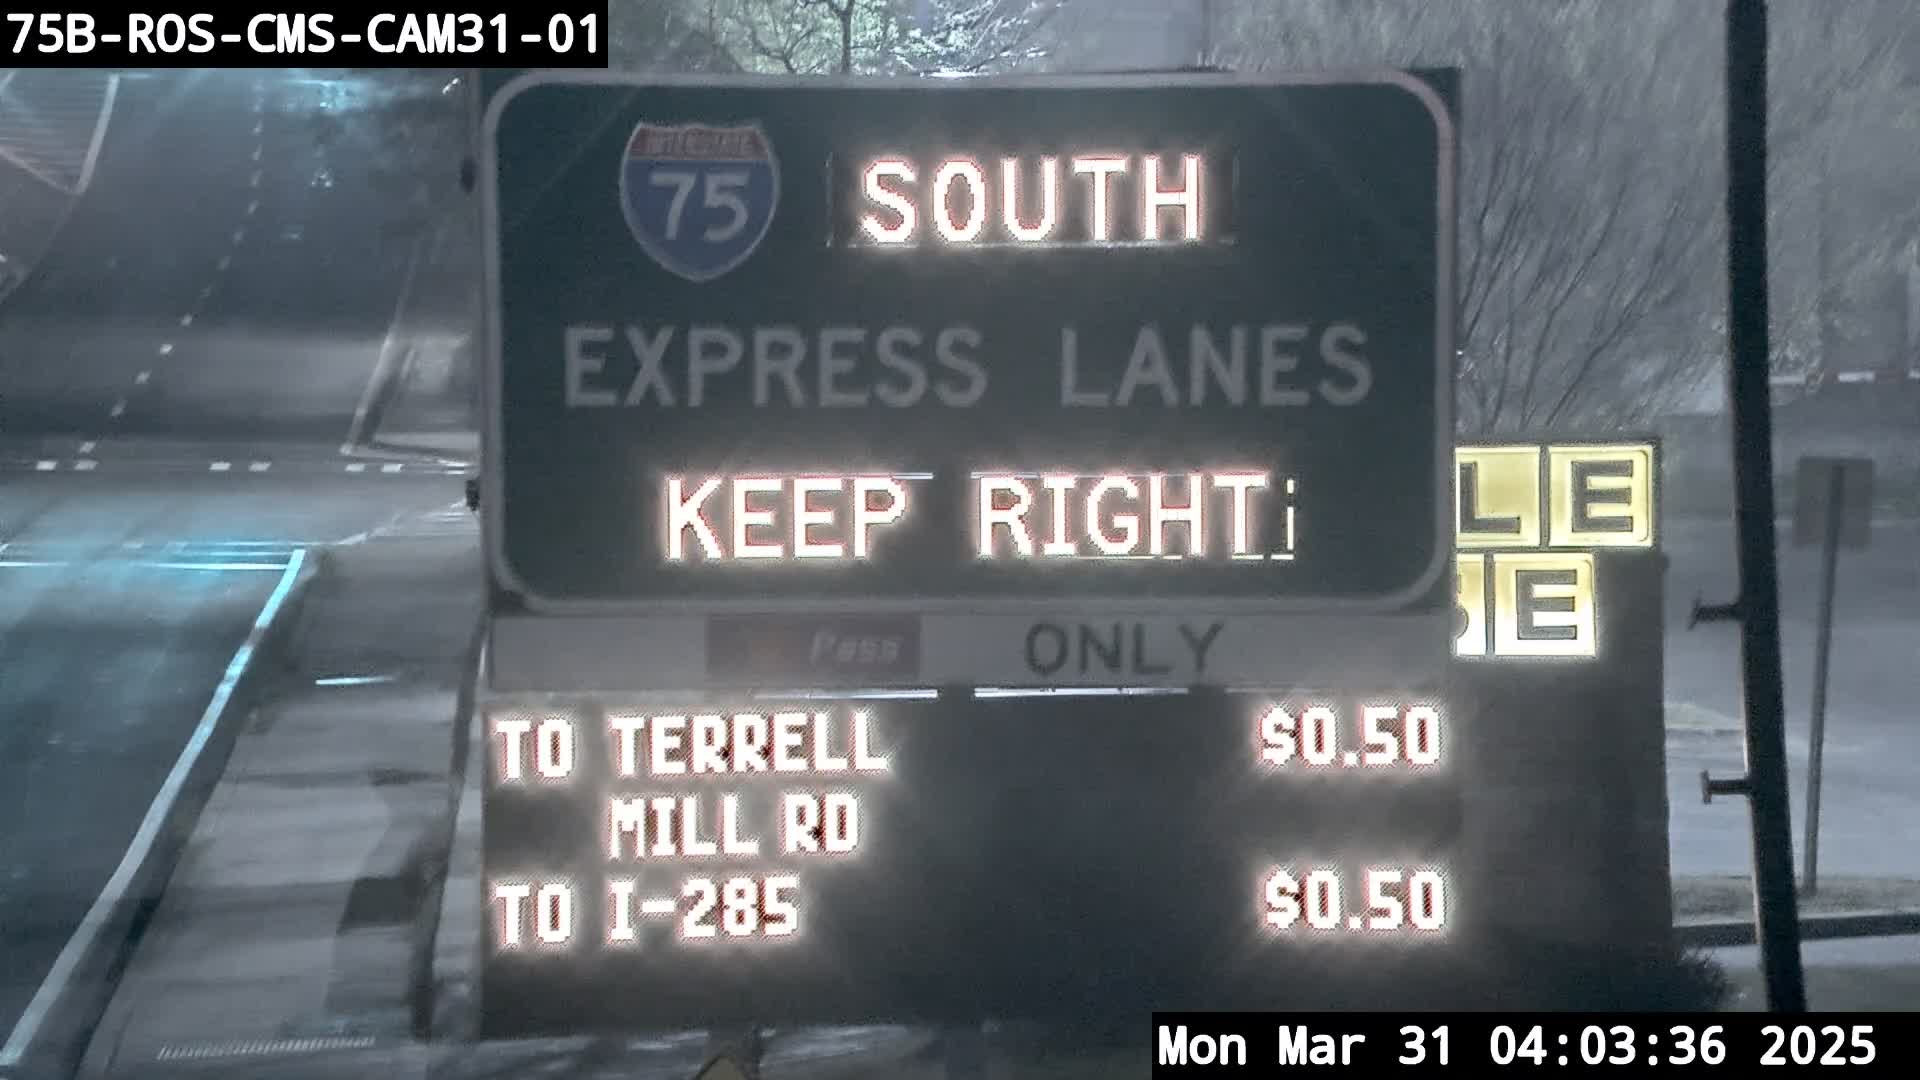 75B-ROS-CMS-CAM31-01
INTERSTATE
75
SOUTH
EXPRESS LANES
KEEP RIGHT
Pass ONLY
TO TERRELL $0.50
MILL RD
TO I-285 $0.50
LE
E
Mon Mar 31 04:03:36 2025